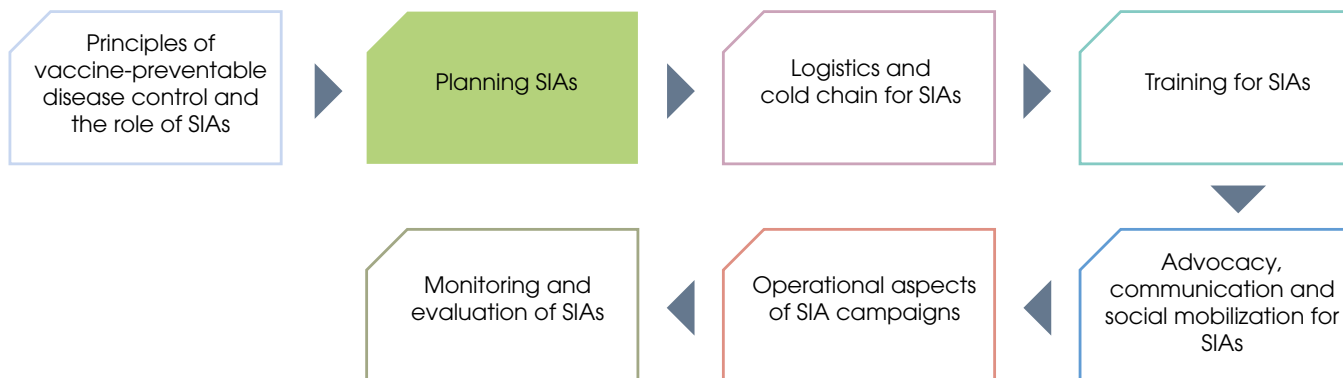 Principles of
vaccine-preventable
disease control and
the role of SIAs
Planning SIAs
Logistics and
cold chain for SIAs
Training for SIAs
Advocacy,
communication and
social mobilization for
SIAs
Operational aspects
of SIA campaigns
Monitoring and
evaluation of SIAs